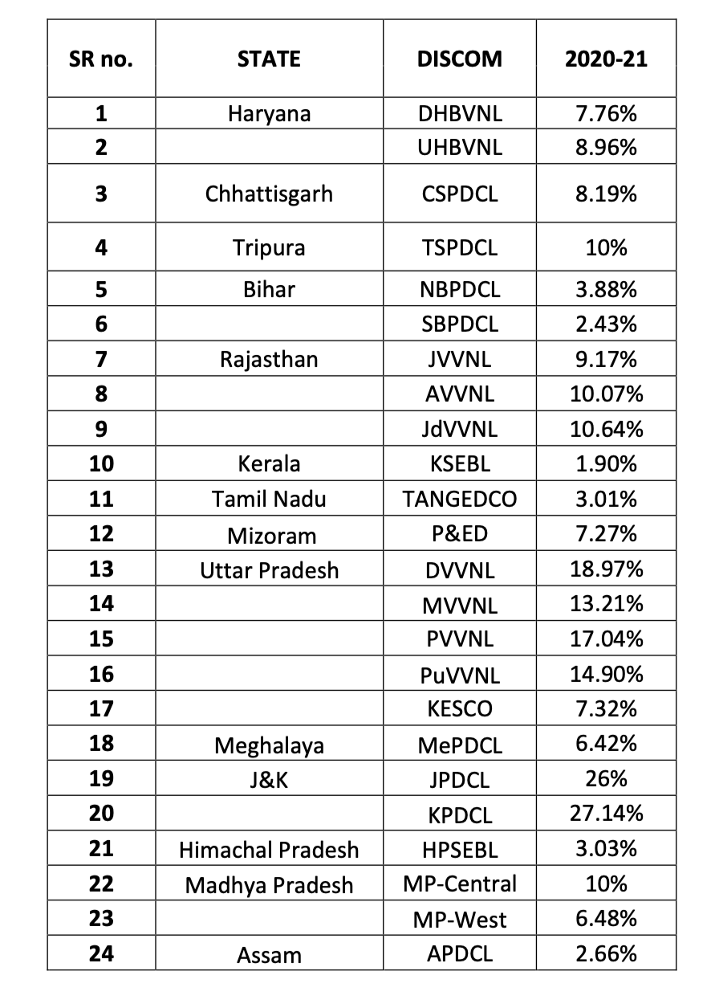 SR no. STATE DISCOM 2020-21
1 Haryana DHBVNL 7.76%
2 UHBVNL 8.96%
3 Chhattisgarh CSPDCL 8.19%
4 Tripura TSPDCL 10%
5 Bihar NBPDCL 3.88%
6 SBPDCL 2.43%
7 Rajasthan JVVNL 9.17%
8 AVVNL 10.07%
9 JdVVNL 10.64%
10 Kerala KSEBL 1.90%
11 Tamil Nadu TANGEDCO 3.01%
12 Mizoram P&ED 7.27%
13 Uttar Pradesh DVVNL 18.97%
14 MVVNL 13.21%
15 PVVNL 17.04%
16 PuVVNL 14.90%
17 KESCO 7.32%
18 Meghalaya MePDCL 6.42%
19 J&K JPDCL 26%
20 KPDCL 27.14%
21 Himachal Pradesh HPSEBL 3.03%
22 Madhya Pradesh MP-Central 10%
23 MP-West 6.48%
24 Assam APDCL 2.66%